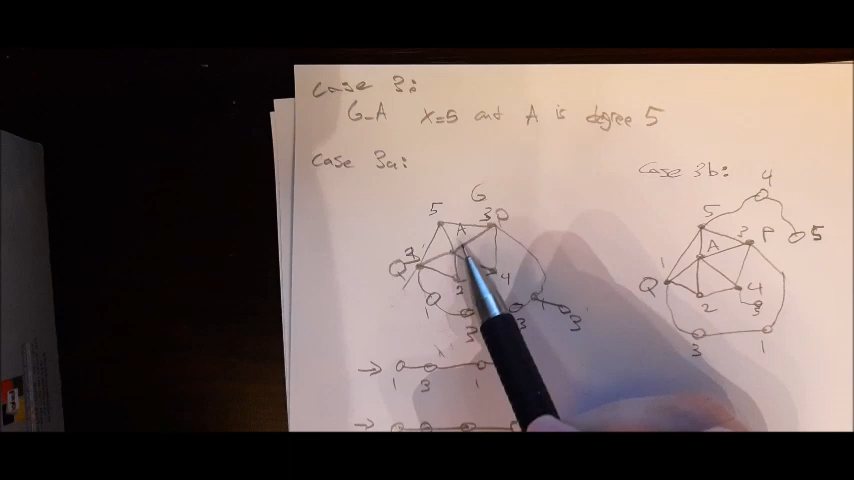 Case 3:
G-A X=5 and A is degree 5
Case 3a:
G
5 A 3 P
Q 3
2 4
1
3 3 3
→ 1 3 1
→
Case 3b:
4
5 5
A 3 P
Q 1
2 4 3
3 1